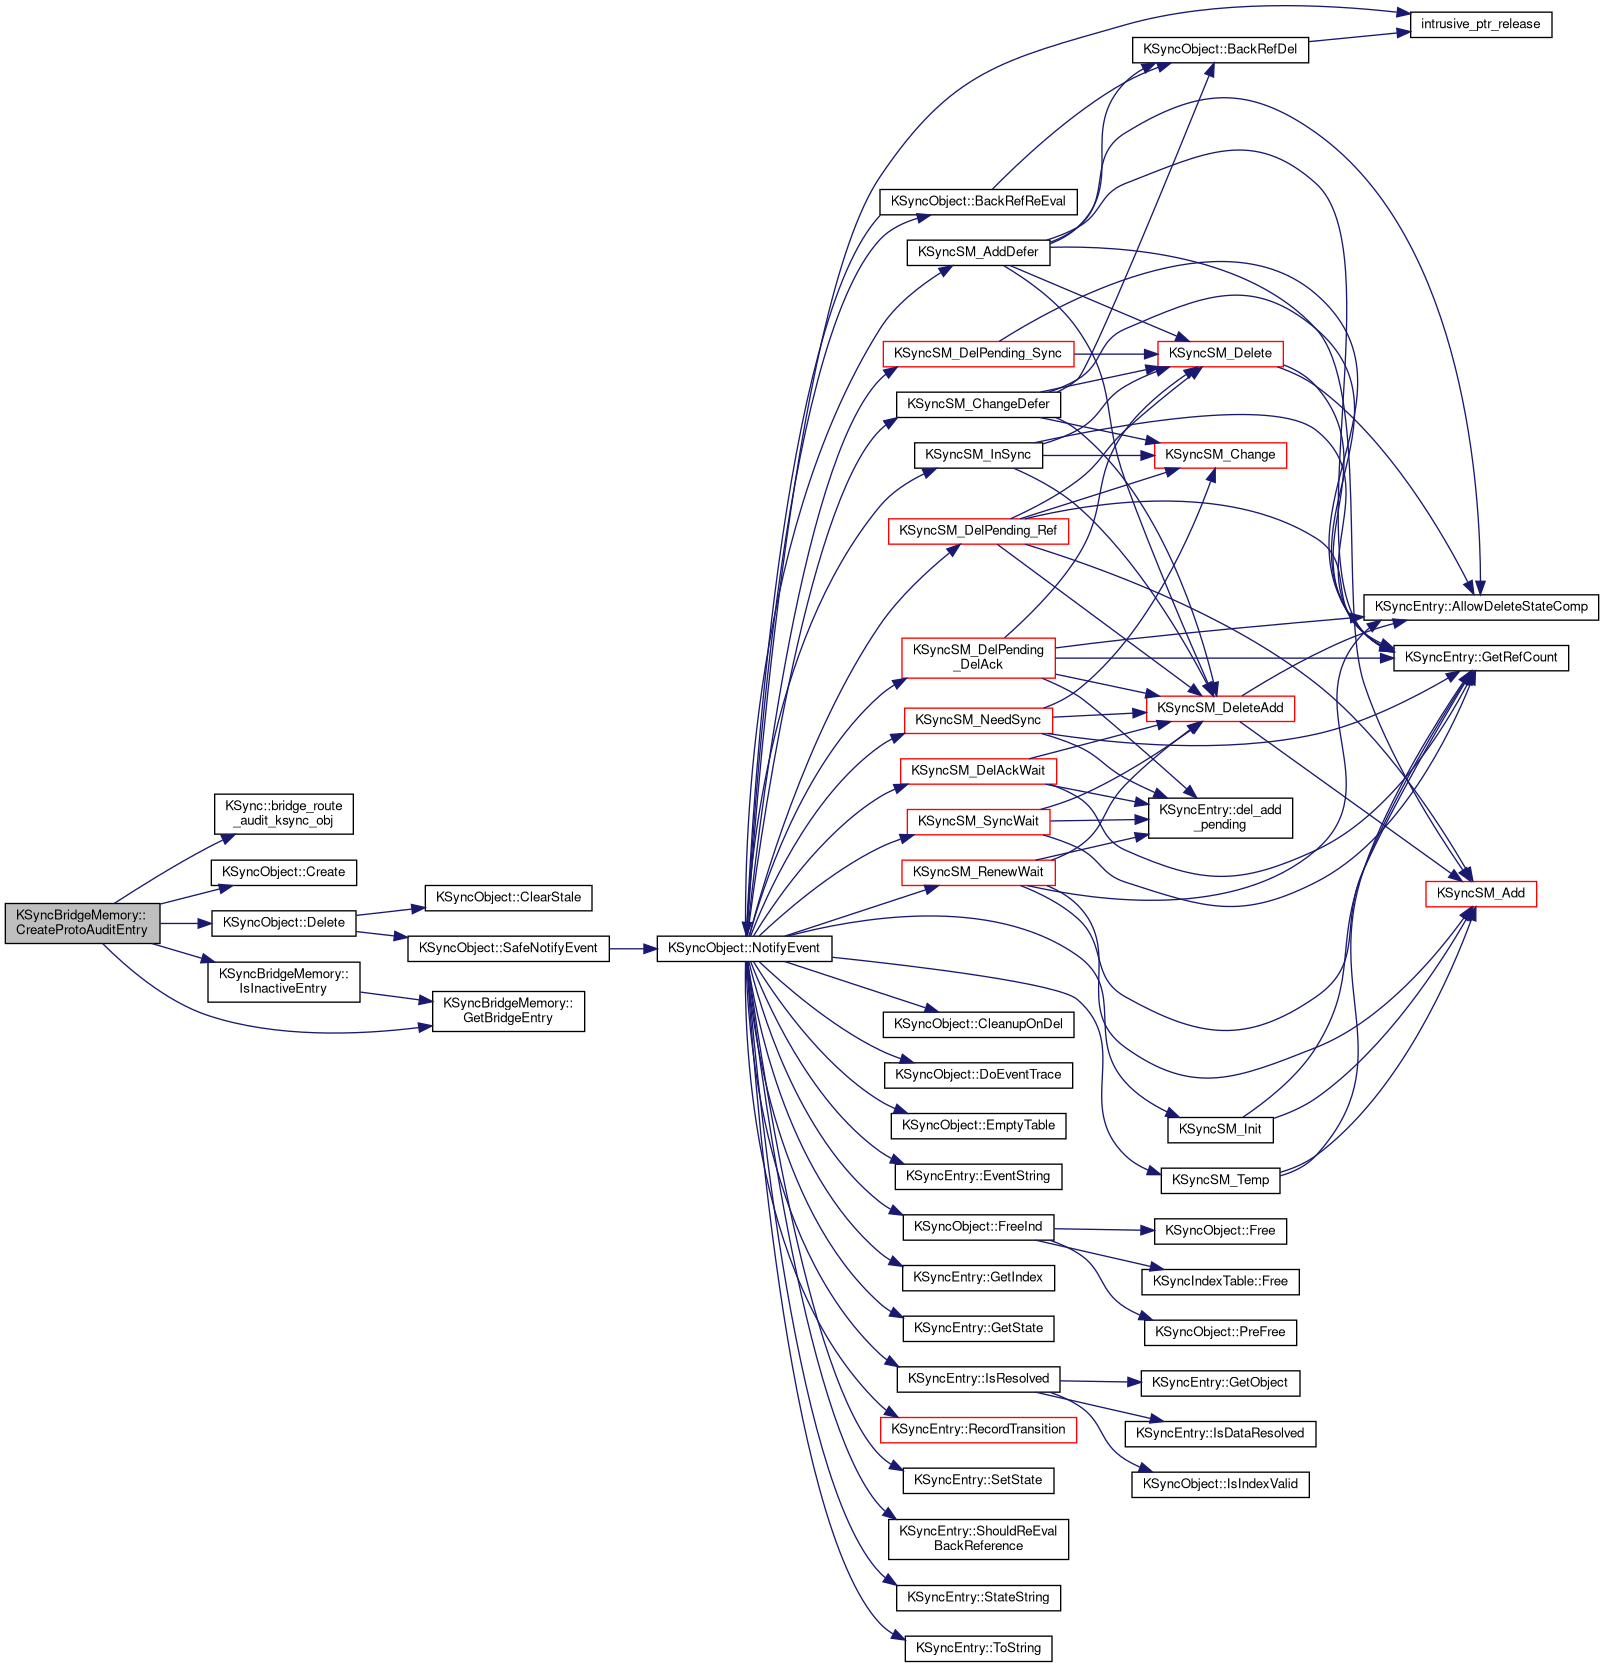 intrusive_ptr_release
KSyncObject::BackRefDel
KSyncObject::BackRefReEval
KSyncSM_AddDefer
KSyncSM_DelPending_Sync
KSyncSM_Delete
KSyncSM_ChangeDefer
KSyncSM_InSync
KSyncSM_Change
KSyncSM_DelPending_Ref
KSyncEntry::AllowDeleteStateComp
KSyncSM_DelPending
_DelAck
KSyncEntry::GetRefCount
KSyncSM_DeleteAdd
KSyncSM_NeedSync
KSyncSM_DelAckWait
KSyncEntry::del_add
_pending
KSync::bridge_route
_audit_ksync_obj
KSyncSM_SyncWait
KSyncObject::Create
KSyncSM_RenewWait
KSyncSM_Add
KSyncObject::ClearStale
KSyncBridgeMemory::
CreateProtoAuditEntry
KSyncObject::Delete
KSyncObject::SafeNotifyEvent
KSyncObject::NotifyEvent
KSyncBridgeMemory::
IsInactiveEntry
KSyncBridgeMemory::
GetBridgeEntry
KSyncObject::CleanupOnDel
KSyncObject::DoEventTrace
KSyncObject::EmptyTable
KSyncSM_Init
KSyncEntry::EventString
KSyncSM_Temp
KSyncObject::FreeInd
KSyncObject::Free
KSyncEntry::GetIndex
KSyncIndexTable::Free
KSyncEntry::GetState
KSyncObject::PreFree
KSyncEntry::IsResolved
KSyncEntry::GetObject
KSyncEntry::RecordTransition
KSyncEntry::IsDataResolved
KSyncEntry::SetState
KSyncObject::IsIndexValid
KSyncEntry::ShouldReEval
BackReference
KSyncEntry::StateString
KSyncEntry::ToString